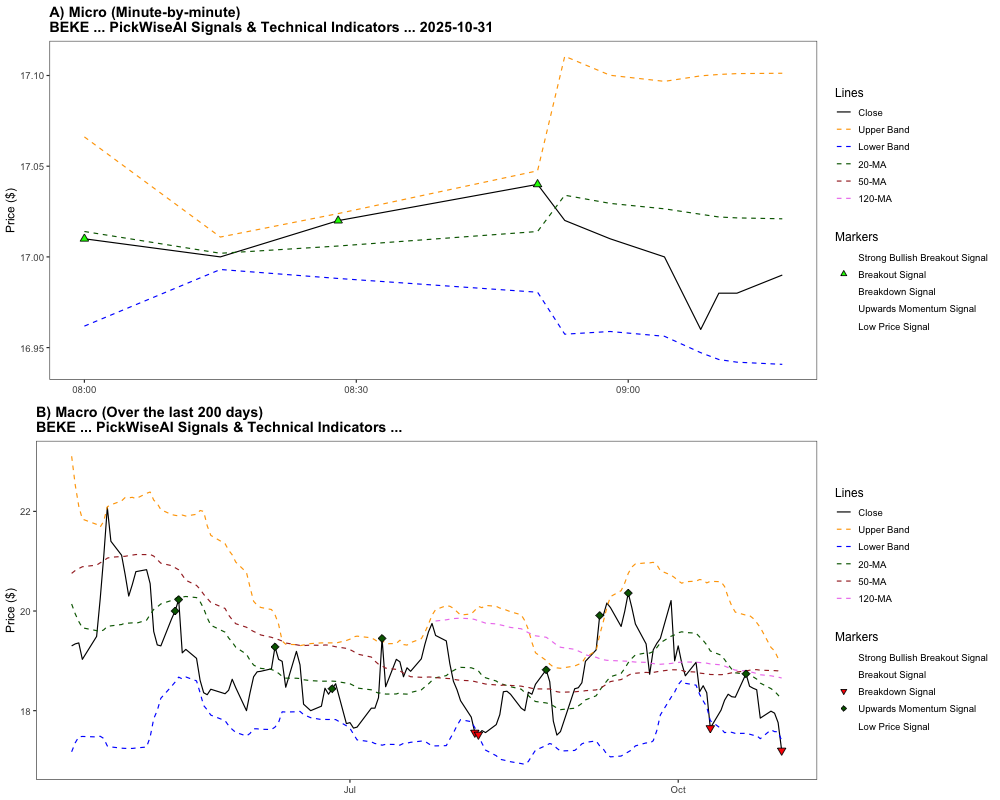 A) Micro (Minute-by-minute)
BEKE ... PickWiseAI Signals & Technical Indicators ... 2025-10-31
Price ($)
17.10
17.05
17.00
16.95
08:00
08:30
09:00
Lines
Close
Upper Band
Lower Band
20-MA
50-MA
120-MA
Markers
Strong Bullish Breakout Signal
Breakout Signal
Breakdown Signal
Upwards Momentum Signal
Low Price Signal
B) Macro (Over the last 200 days)
BEKE ... PickWiseAI Signals & Technical Indicators ...
Price ($)
22
20
18
Jul
Oct
Lines
Close
Upper Band
Lower Band
20-MA
50-MA
120-MA
Markers
Strong Bullish Breakout Signal
Breakout Signal
Breakdown Signal
Upwards Momentum Signal
Low Price Signal